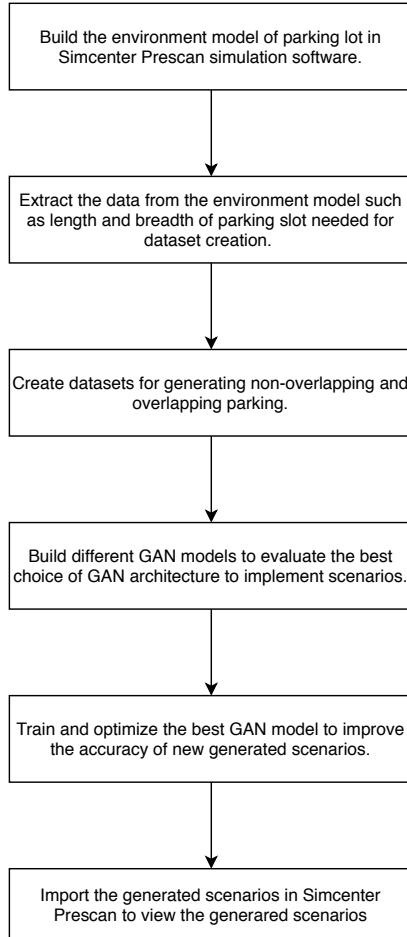 Build the environment model of parking lot in
Simcenter Prescan simulation software.
Extract the data from the environment model such
as length and breadth of parking slot needed for
dataset creation.
Create datasets for generating non-overlapping and
overlapping parking.
Build different GAN models to evaluate the best
choice of GAN architecture to implement scenarios.
Train and optimize the best GAN model to improve
the accuracy of new generated scenarios.
Import the generated scenarios in Simcenter
Prescan to view the generared scenarios